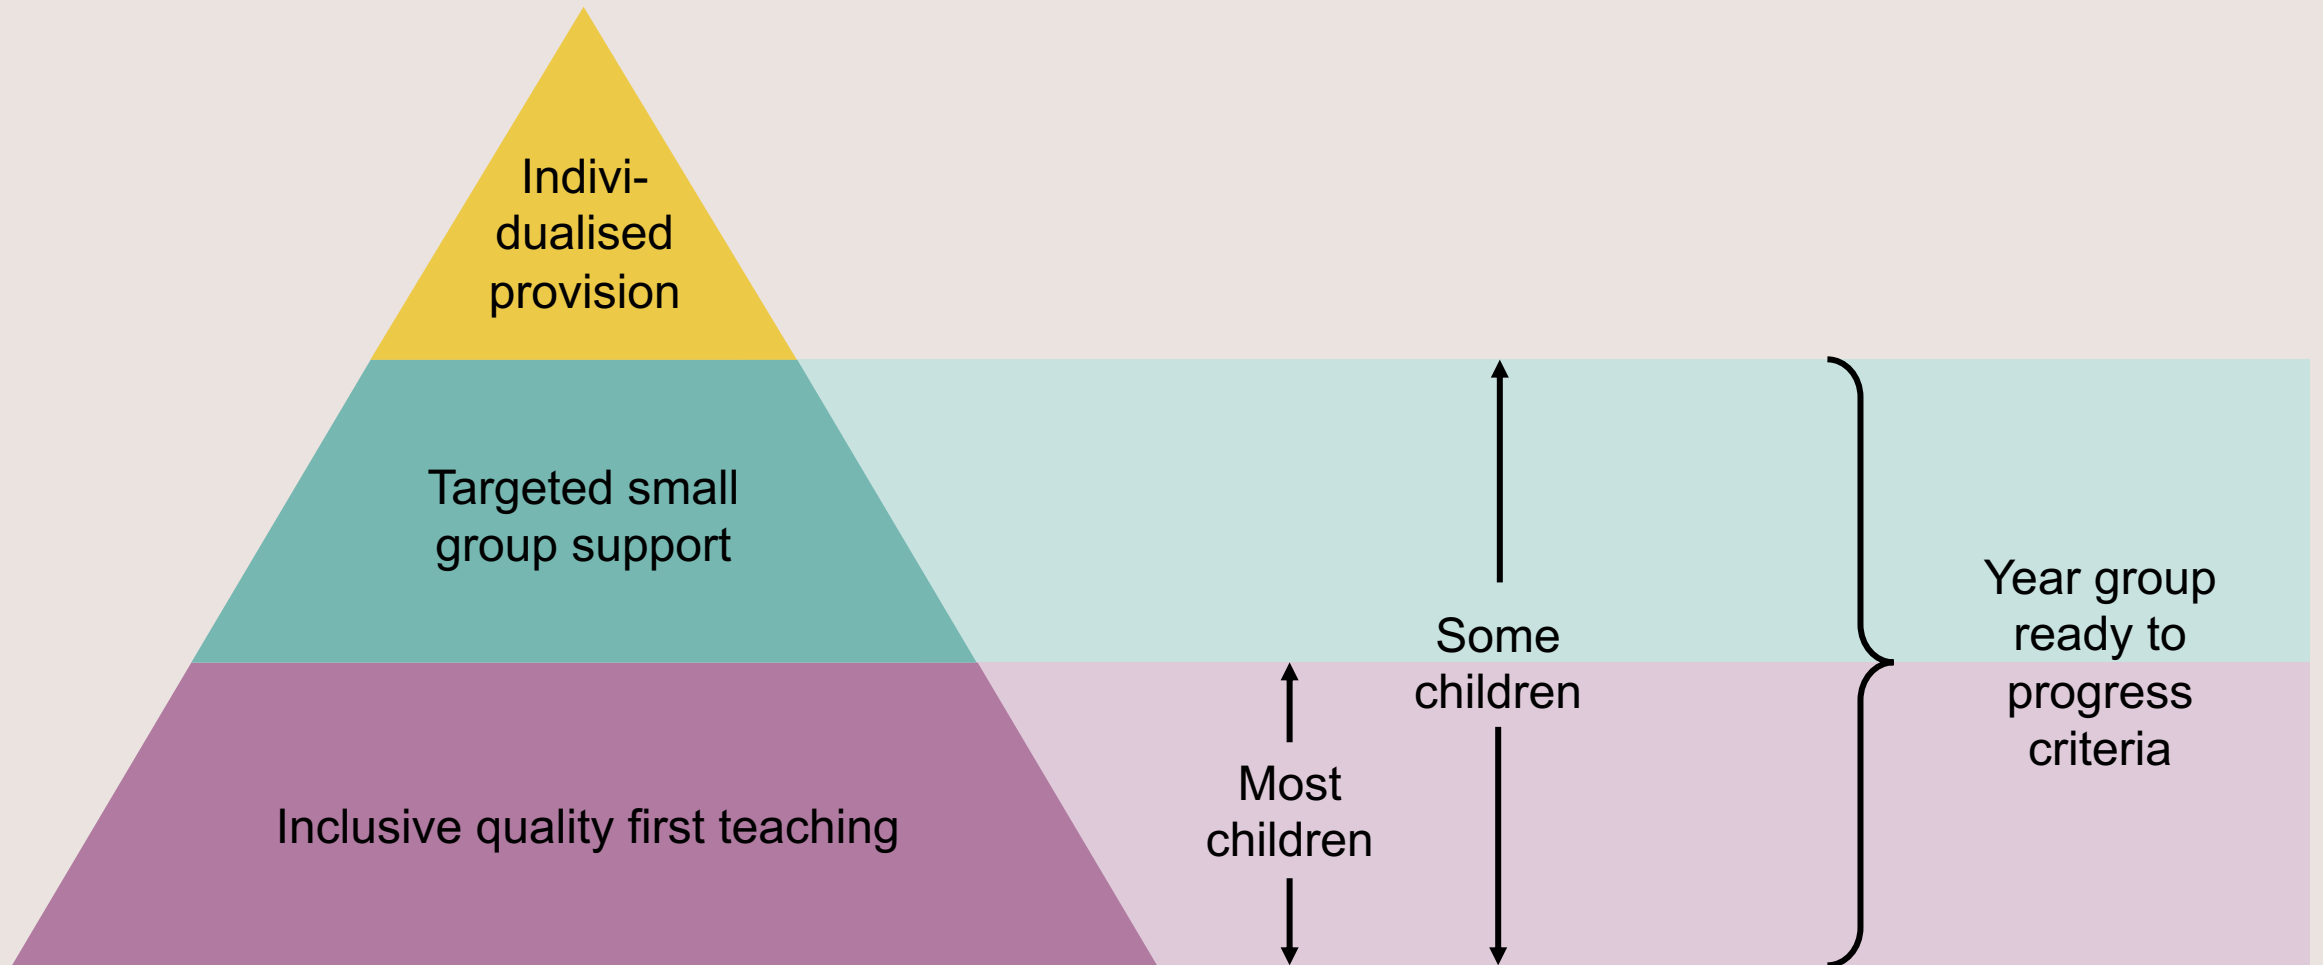 Indivi-
dualised
provision
Targeted small
group support
Inclusive quality first teaching
Most
children
Some
children
Year group
ready to
progress
criteria